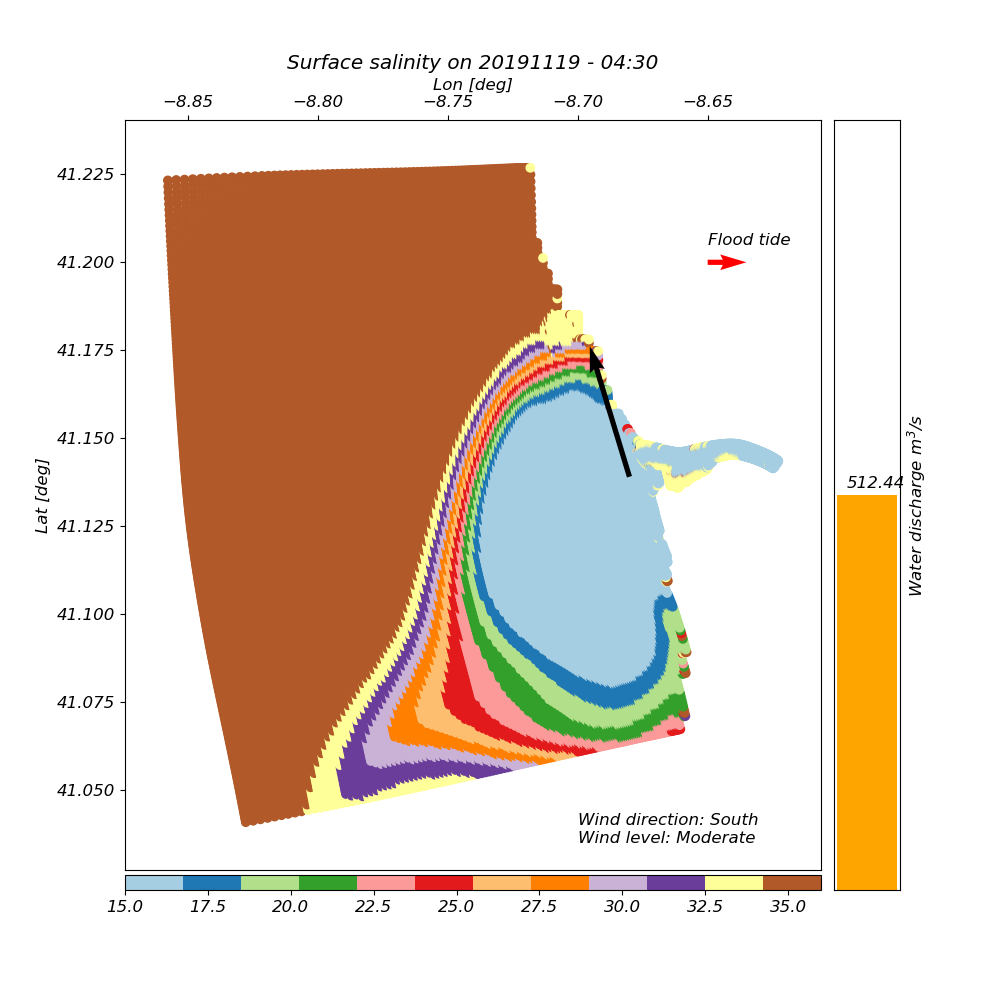 Surface salinity on 20191119 - 04:30
Lon [deg]
−8.85 −8.80 −8.75 −8.70 −8.65
41.225
41.200
41.175
41.150
41.125
41.100
41.075
41.050
Lat [deg]
Flood tide
512.44
Water discharge m³/s
Wind direction: South
Wind level: Moderate
15.0 17.5 20.0 22.5 25.0 27.5 30.0 32.5 35.0